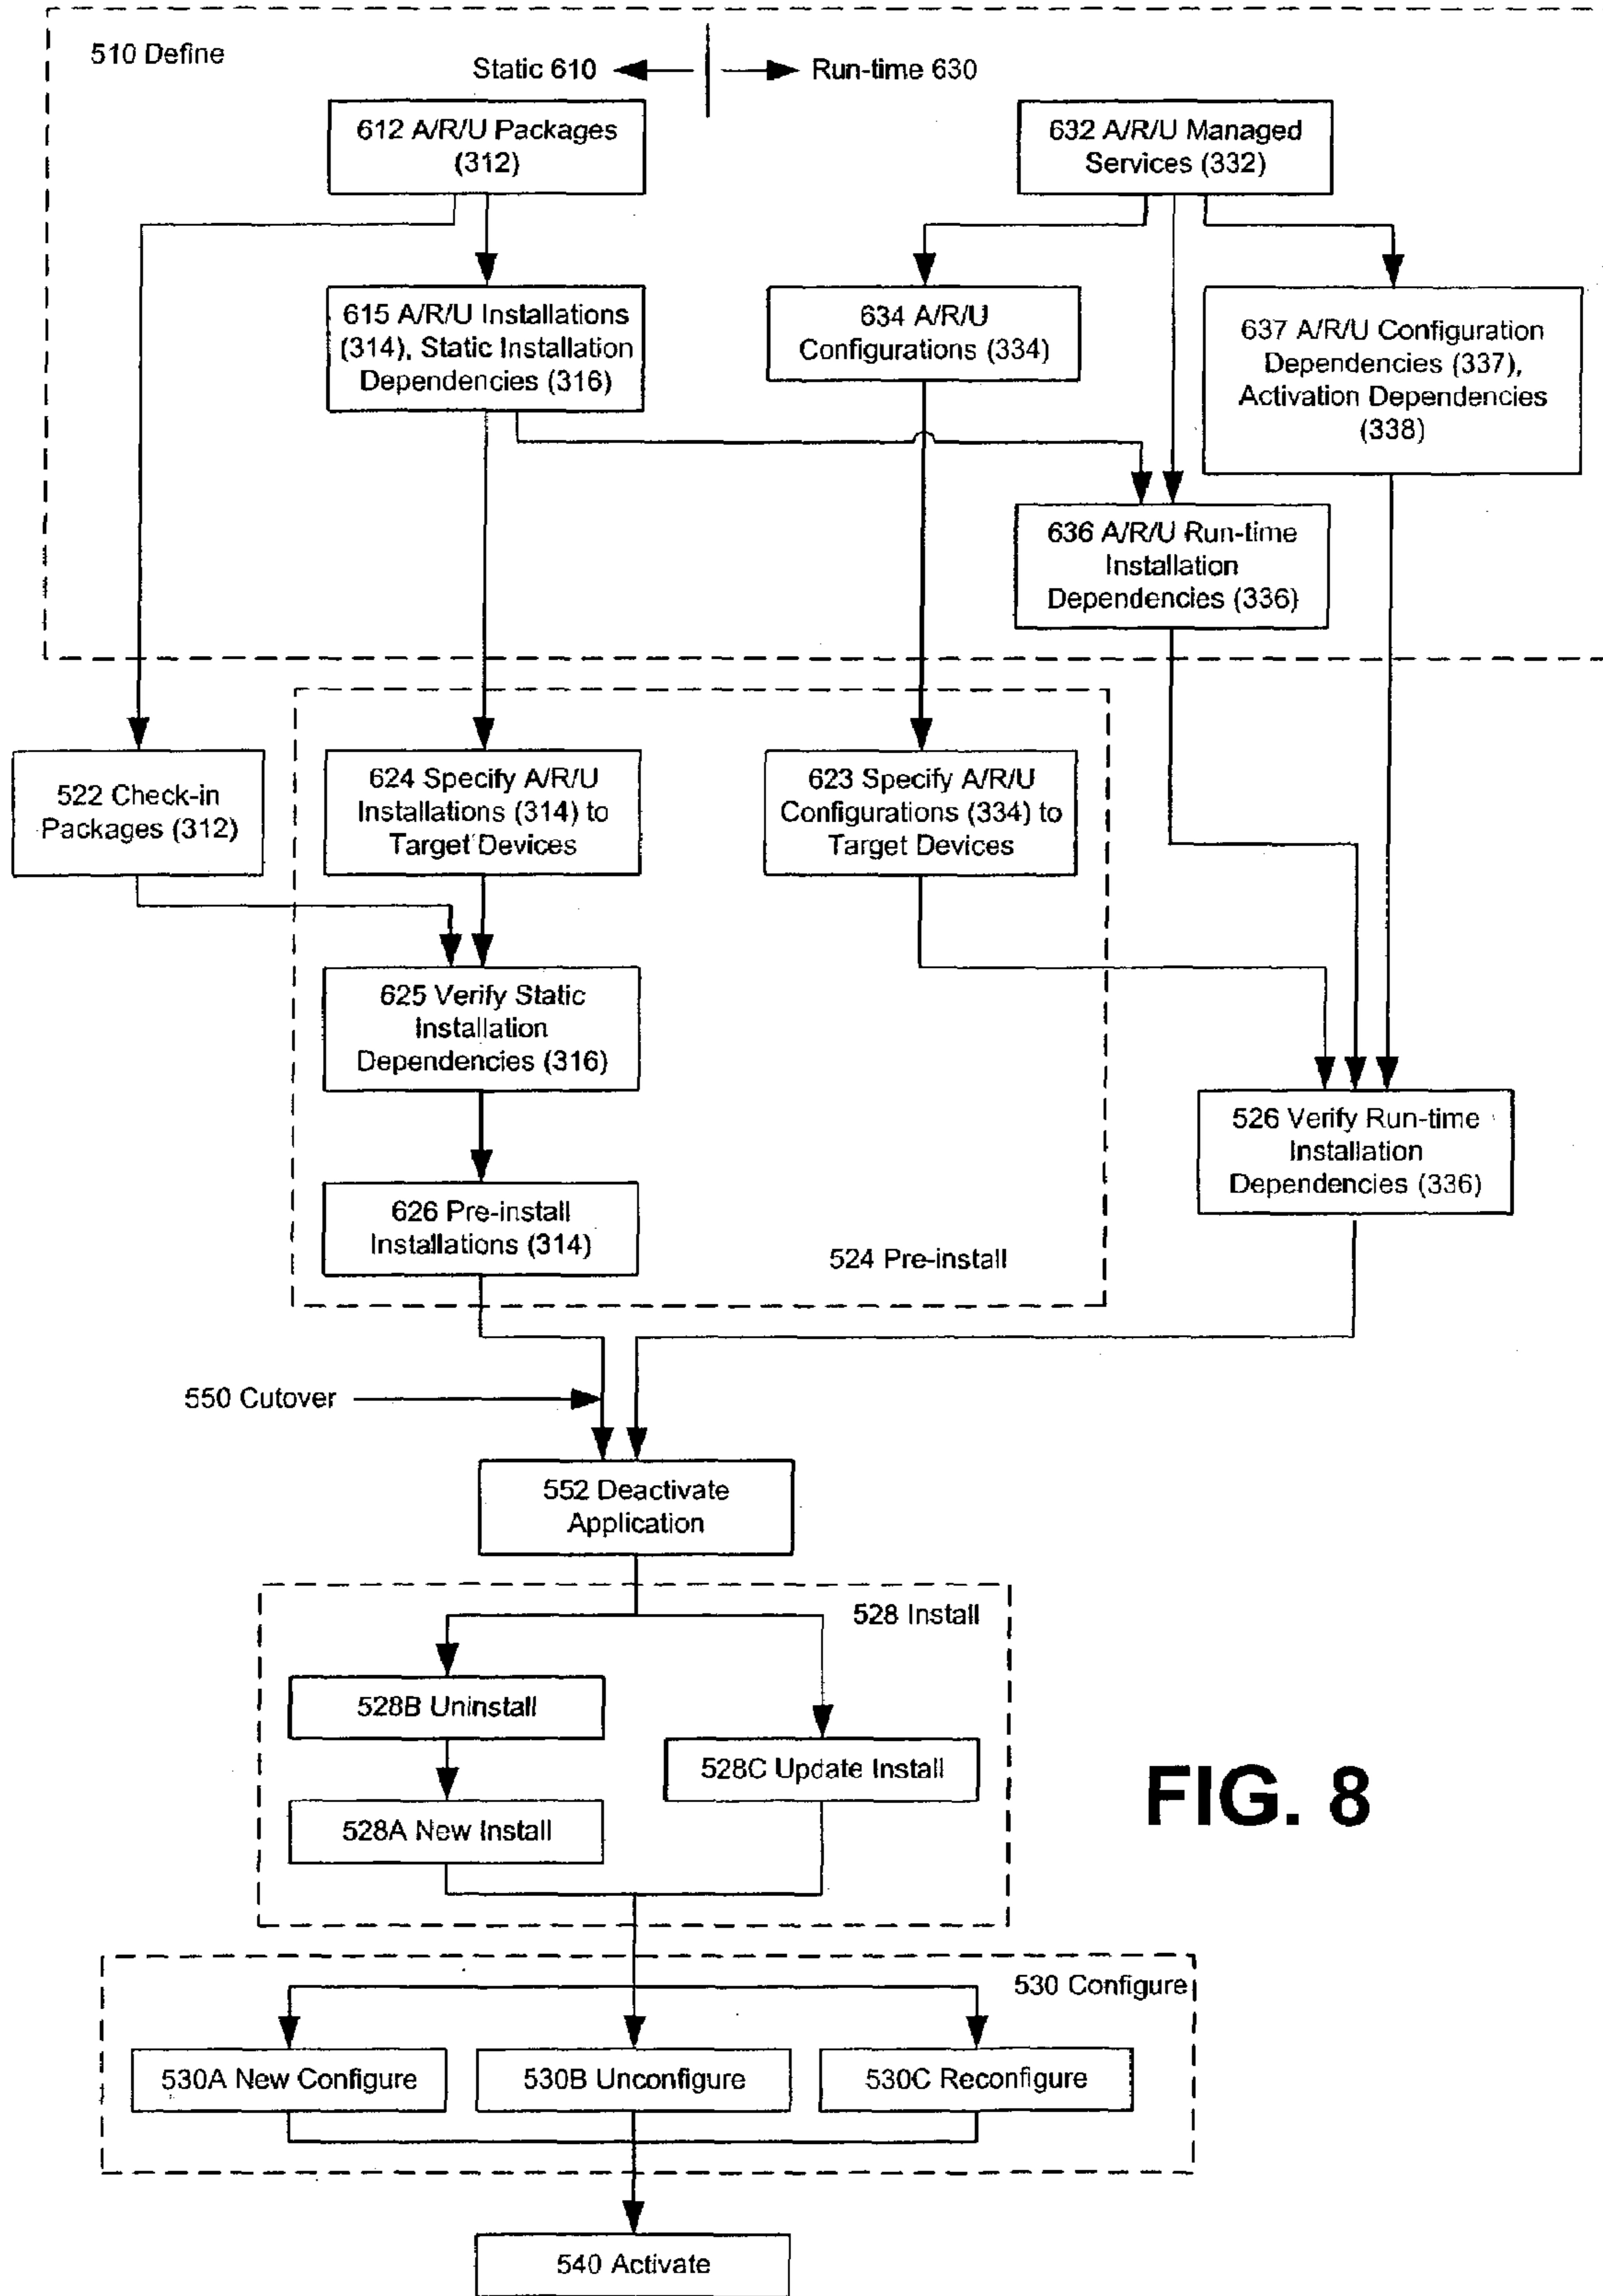 510 Define
Static 610
Run-time 630
612 A/R/U Packages
(312)
632 A/R/U Managed
Services (332)
615 A/R/U Installations
(314), Static Installation
Dependencies (316)
634 A/R/U
Configurations (334)
637 A/R/U Configuration
Dependencies (337),
Activation Dependencies
(338)
636 A/R/U Run-time
Installation
Dependencies (336)
522 Check-in
Packages (312)
624 Specify A/R/U
Installations (314) to
Target Devices
623 Specify A/R/U
Configurations (334) to
Target Devices
625 Verify Static
Installation
Dependencies (316)
526 Verify Run-time
Installation
Dependencies (336)
626 Pre-install
Installations (314)
524 Pre-install
550 Cutover
552 Deactivate
Application
528 Install
528B Uninstall
528C Update Install
528A New Install
FIG. 8
530 Configure
530A New Configure
530B Unconfigure
530C Reconfigure
540 Activate